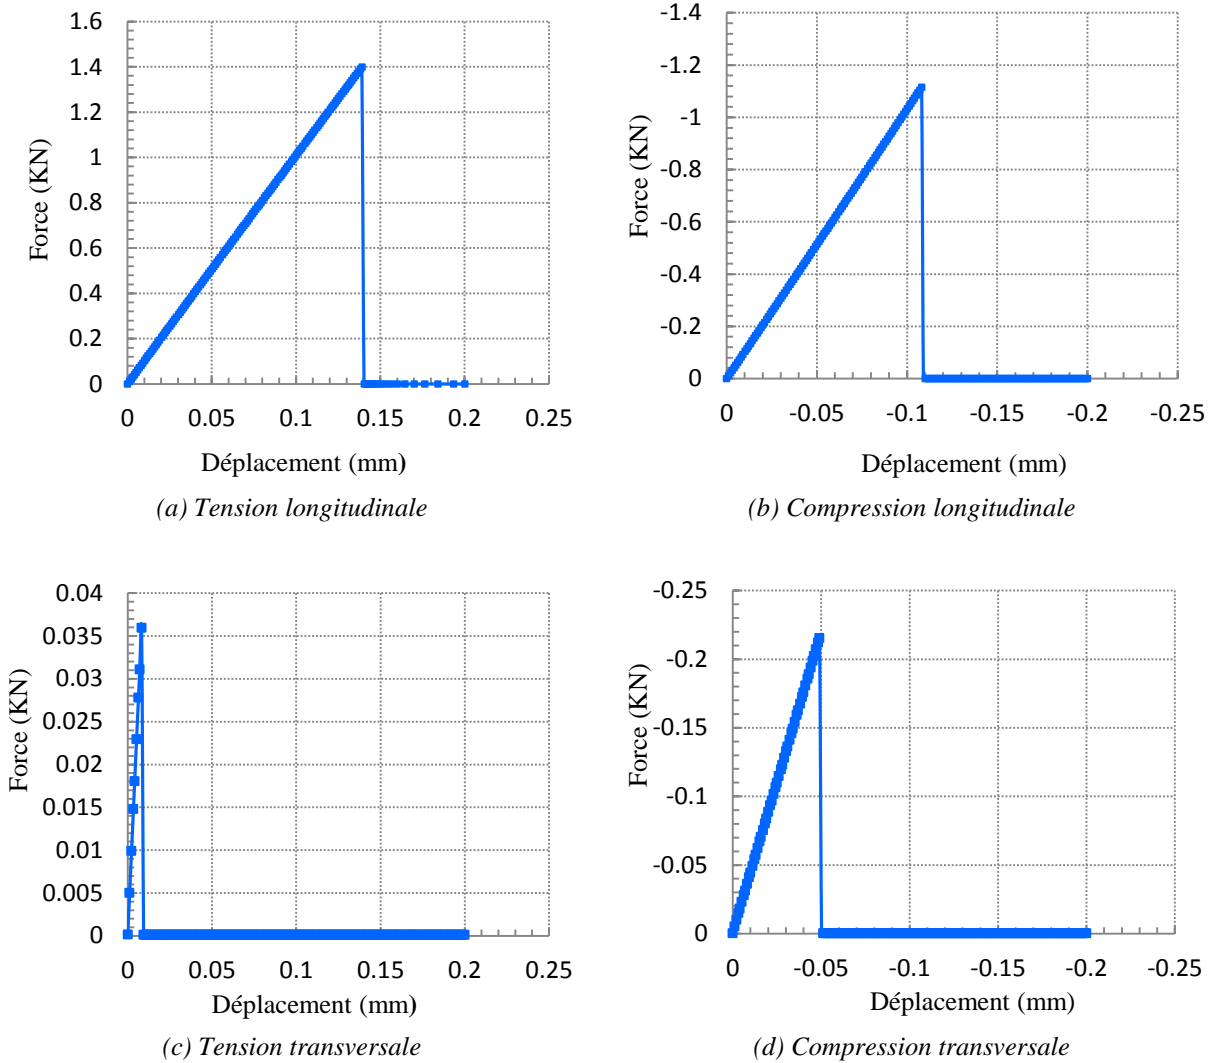 1.6
1.4
1.2
1
0.8
0.6
0.4
0.2
0
Force (KN)
0 0.05 0.1 0.15 0.2 0.25
Déplacement (mm)
(a) Tension longitudinale
-1.4
-1.2
-1
-0.8
-0.6
-0.4
-0.2
0
Force (KN)
0 -0.05 -0.1 -0.15 -0.2 -0.25
Déplacement (mm)
(b) Compression longitudinale
0.04
0.035
0.03
0.025
0.02
0.015
0.01
0.005
0
Force (KN)
0 0.05 0.1 0.15 0.2 0.25
Déplacement (mm)
(c) Tension transversale
-0.25
-0.2
-0.15
-0.1
-0.05
0
Force (KN)
0 -0.05 -0.1 -0.15 -0.2 -0.25
Déplacement (mm)
(d) Compression transversale